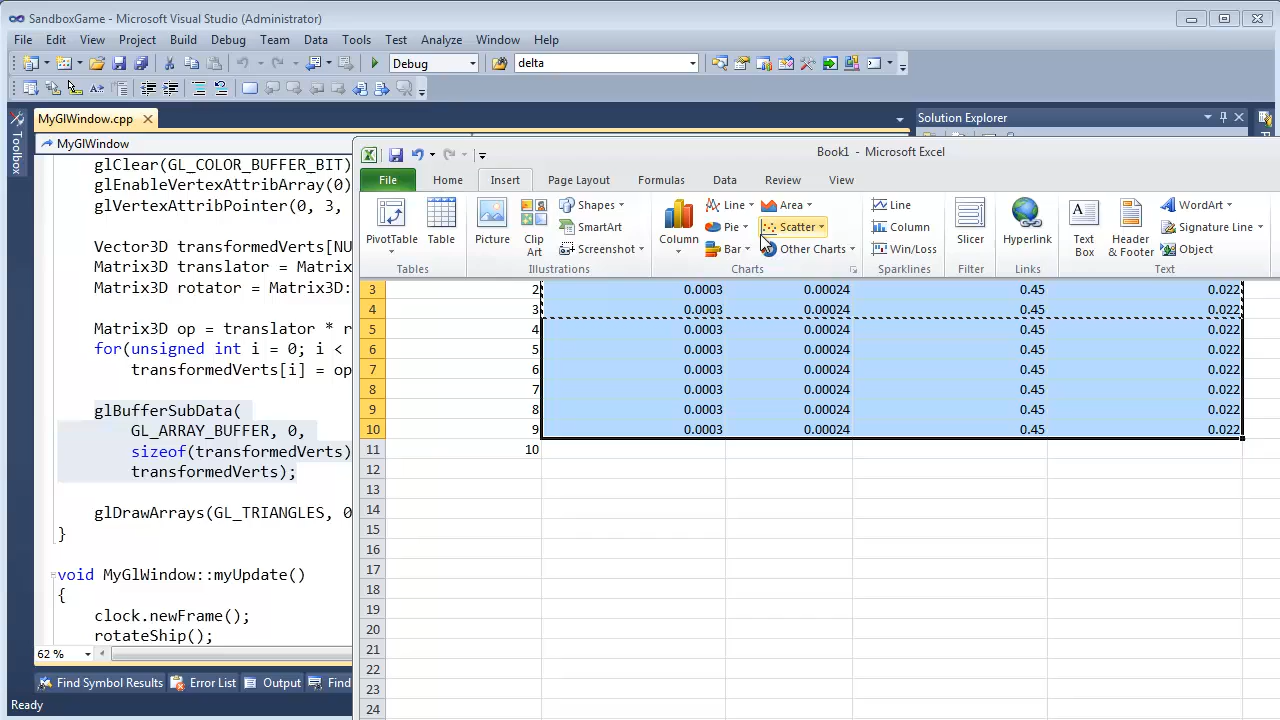 SandboxGame - Microsoft Visual Studio (Administrator)
File Edit View Project Build Debug Team Data Tools Test Analyze Window Help
Debug delta
MyGlWindow.cpp Solution Explorer
MyGlWindow
Toolbox
glClear(GL_COLOR_BUFFER_BIT)
glEnableVertexAttribArray(0)
glVertexAttribPointer(0, 3,
Vector3D transformedVerts[NU
Matrix3D translator = Matrix
Matrix3D rotator = Matrix3D:
Matrix3D op = translator * r
for(unsigned int i = 0; i <
transformedVerts[i] = op
glBufferSubData(
GL_ARRAY_BUFFER, 0,
sizeof(transformedVerts)
transformedVerts);
glDrawArrays(GL_TRIANGLES, 0
}
void MyGlWindow::myUpdate()
{
clock.newFrame();
rotateShip();
62 %
Find Symbol Results Error List Output Find
Ready
Book1 - Microsoft Excel
File Home Insert Page Layout Formulas Data Review View
PivotTable Table
Tables
Picture Clip Art Shapes SmartArt Screenshot
Illustrations
Column Line Pie Bar Area Scatter Other Charts
Charts
Line Column Win/Loss
Sparklines
Slicer
Filter
Hyperlink
Links
Text Box Header & Footer WordArt Signature Line Object
Text
3 2 0.0003 0.00024 0.45 0.022
4 3 0.0003 0.00024 0.45 0.022
5 4 0.0003 0.00024 0.45 0.022
6 5 0.0003 0.00024 0.45 0.022
7 6 0.0003 0.00024 0.45 0.022
8 7 0.0003 0.00024 0.45 0.022
9 8 0.0003 0.00024 0.45 0.022
10 9 0.0003 0.00024 0.45 0.022
11 10
12
13
14
15
16
17
18
19
20
21
22
23
24